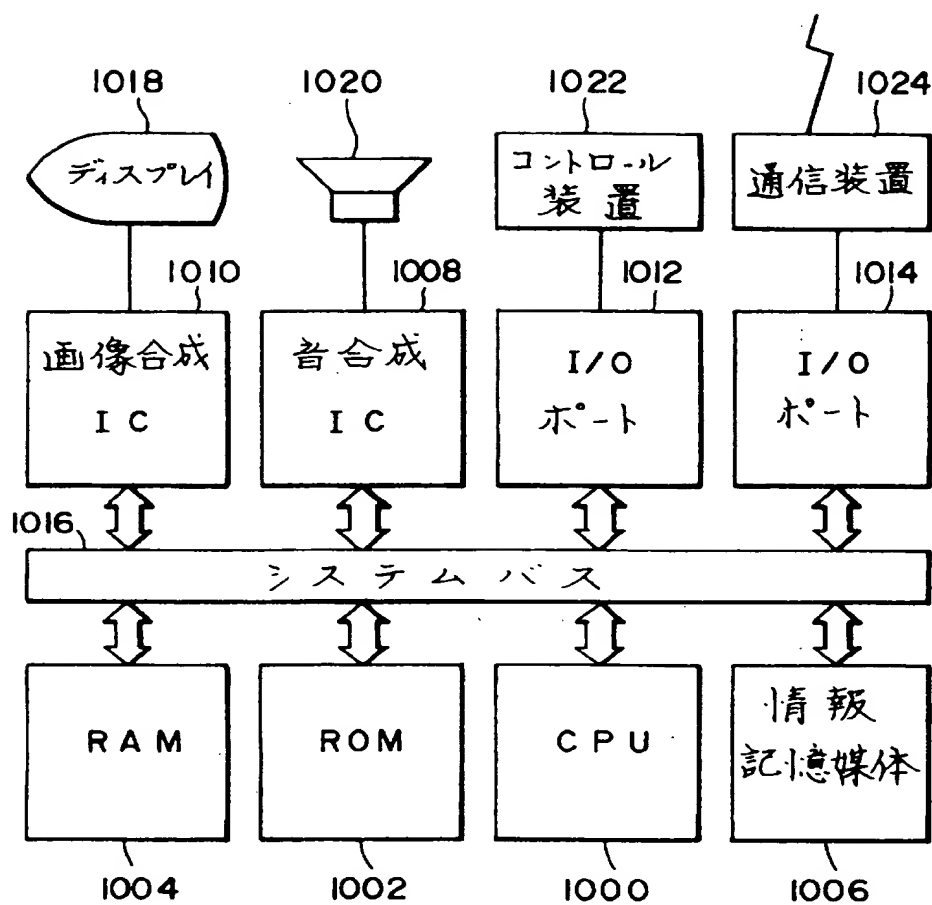 1018
1020
1022
1024
ディスプレイ
コントロール
装置
通信装置
1010
1008
1012
1014
画像合成
IC
音合成
IC
I/O
ポート
I/O
ポート
1016
システムバス
RAM
ROM
CPU
情報
記憶媒体
1004
1002
1000
1006